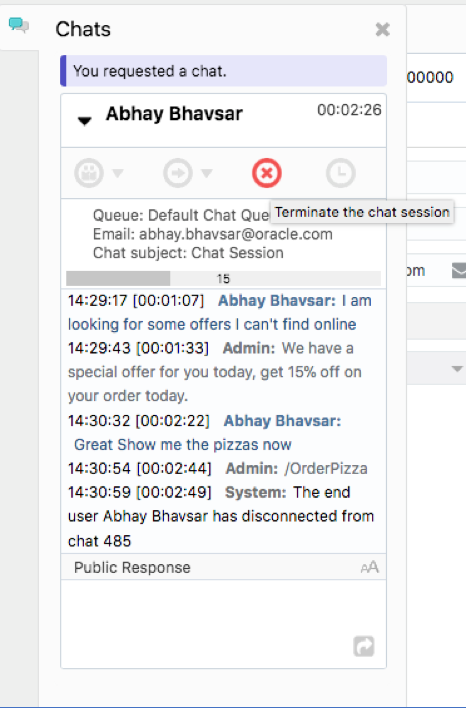 Chats
You requested a chat.
00000
Abhay Bhavsar 00:02:26
Queue: Default Chat Que
Terminate the chat session
Email: abhay.bhavsar@oracle.com
Chat subject: Chat Session
om
15
14:29:17 [00:01:07] Abhay Bhavsar: I am
looking for some offers I can't find online
14:29:43 [00:01:33] Admin: We have a
special offer for you today, get 15% off on
your order today.
14:30:32 [00:02:22] Abhay Bhavsar:
Great Show me the pizzas now
14:30:54 [00:02:44] Admin: /OrderPizza
14:30:59 [00:02:49] System: The end
user Abhay Bhavsar has disconnected from
chat 485
Public Response AA